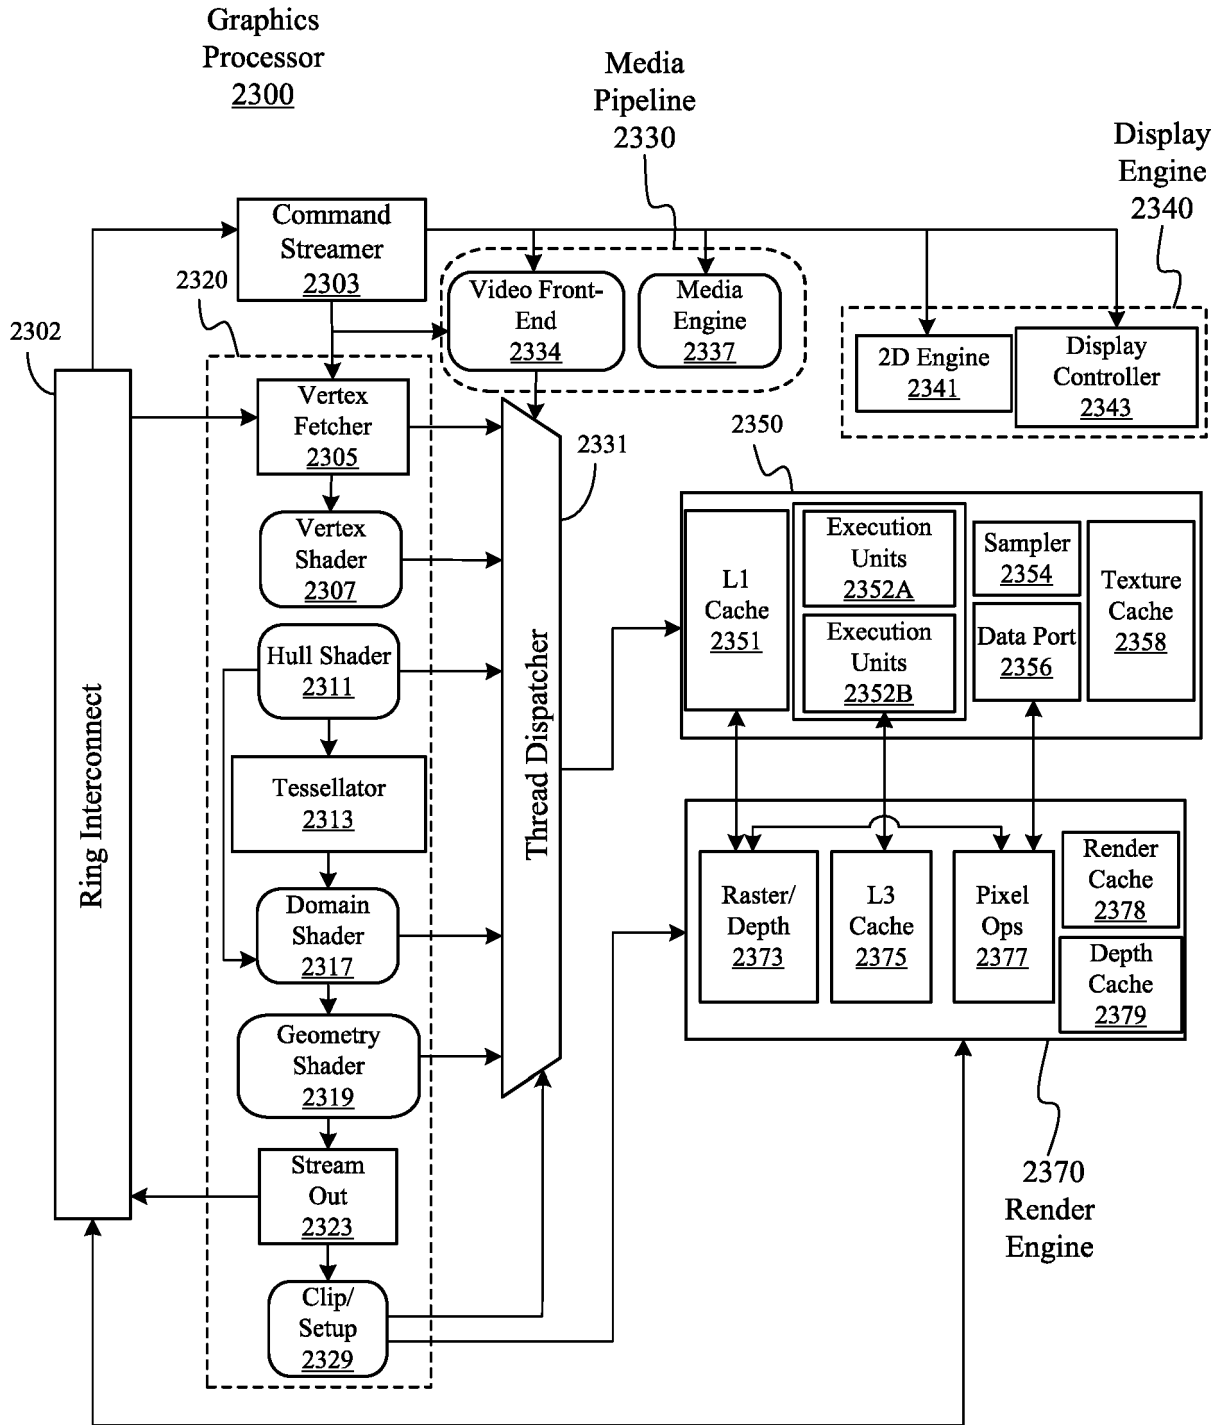 Graphics
Processor
2300
Media
Pipeline
2330
Display
Engine
2340
Command
Streamer
2303
2320
2302
Video Front-
End
2334
Media
Engine
2337
2D Engine
2341
Display
Controller
2343
Vertex
Fetcher
2305
2331
2350
Vertex
Shader
2307
L1
Cache
2351
Execution
Units
2352A
Execution
Units
2352B
Sampler
2354
Data Port
2356
Texture
Cache
2358
Hull Shader
2311
Ring Interconnect
Thread Dispatcher
Tessellator
2313
Domain
Shader
2317
Raster/
Depth
2373
L3
Cache
2375
Pixel
Ops
2377
Render
Cache
2378
Depth
Cache
2379
Geometry
Shader
2319
Stream
Out
2323
2370
Render
Engine
Clip/
Setup
2329